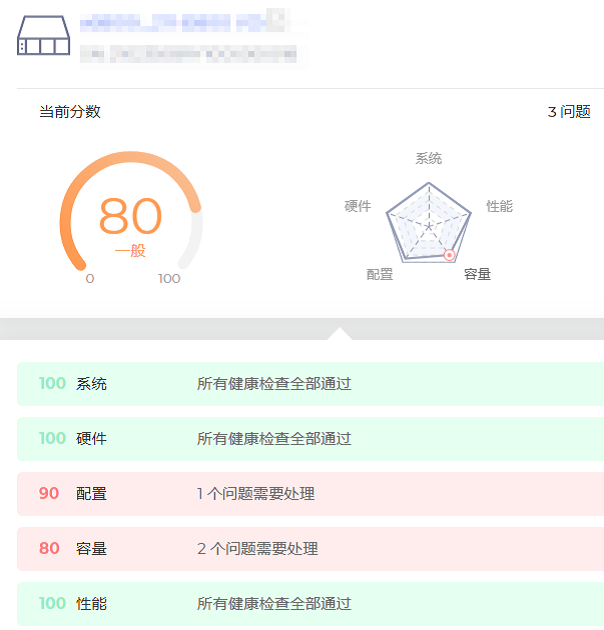 当前分数
3 问题
80
一般
0
100
系统
硬件
性能
配置
容量
100 系统 所有健康检查全部通过
100 硬件 所有健康检查全部通过
90 配置 1 个问题需要处理
80 容量 2 个问题需要处理
100 性能 所有健康检查全部通过